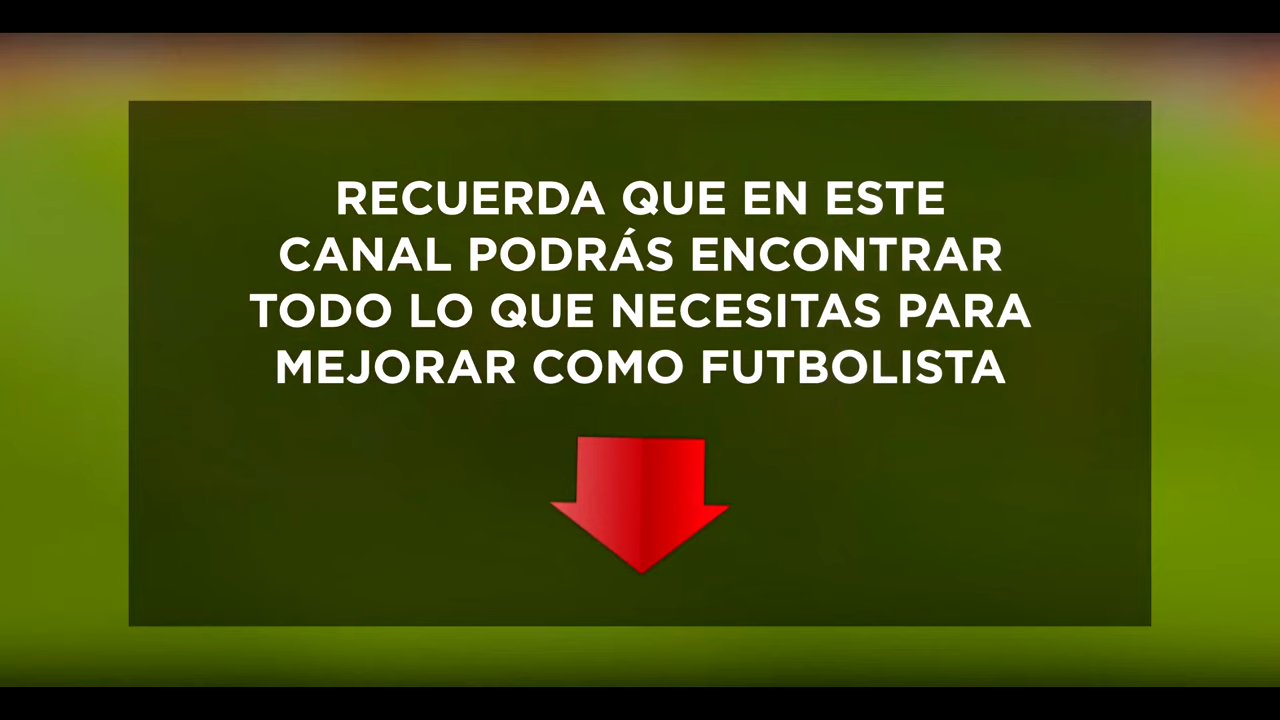 RECUERDA QUE EN ESTE
CANAL PODRÁS ENCONTRAR
TODO LO QUE NECESITAS PARA
MEJORAR COMO FUTBOLISTA